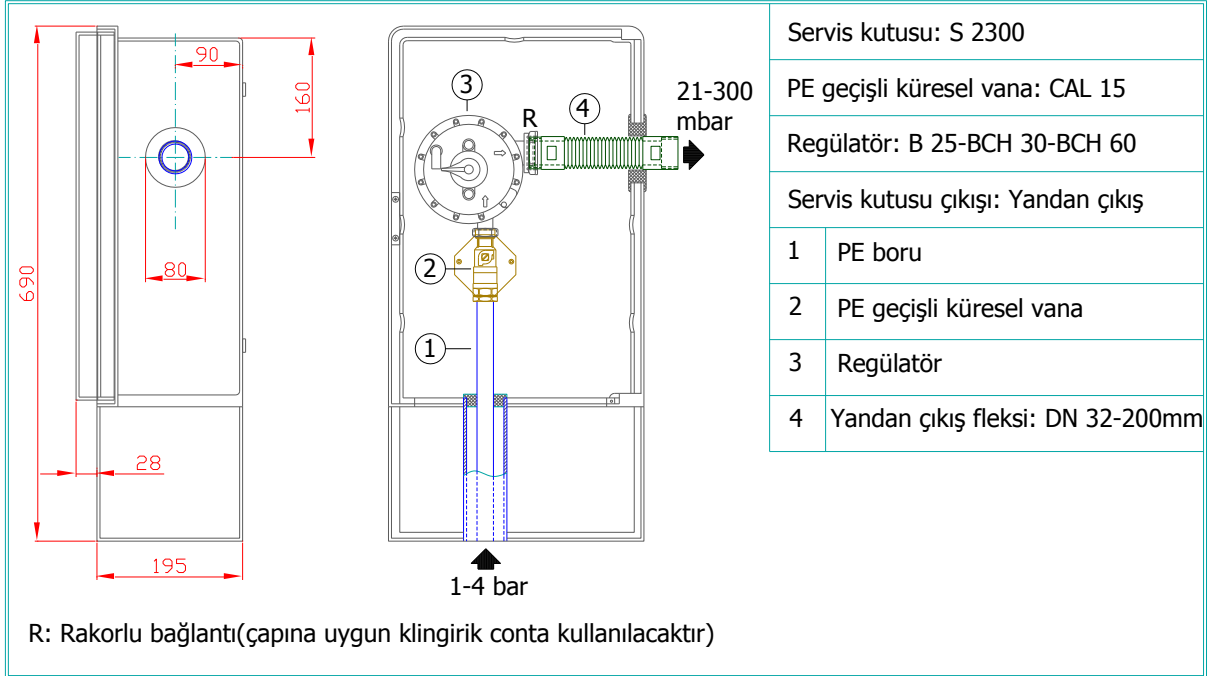 90
160
690
80
28
195
3
4
R
21-300
mbar
2
1
1-4 bar
Servis kutusu: S 2300
PE geçişli küresel vana: CAL 15
Regülatör: B 25-BCH 30-BCH 60
Servis kutusu çıkışı: Yandan çıkış
1 PE boru
2 PE geçişli küresel vana
3 Regülatör
4 Yandan çıkış fleksi: DN 32-200mm
R: Rakorlu bağlantı(çapına uygun klingirik conta kullanılacaktır)